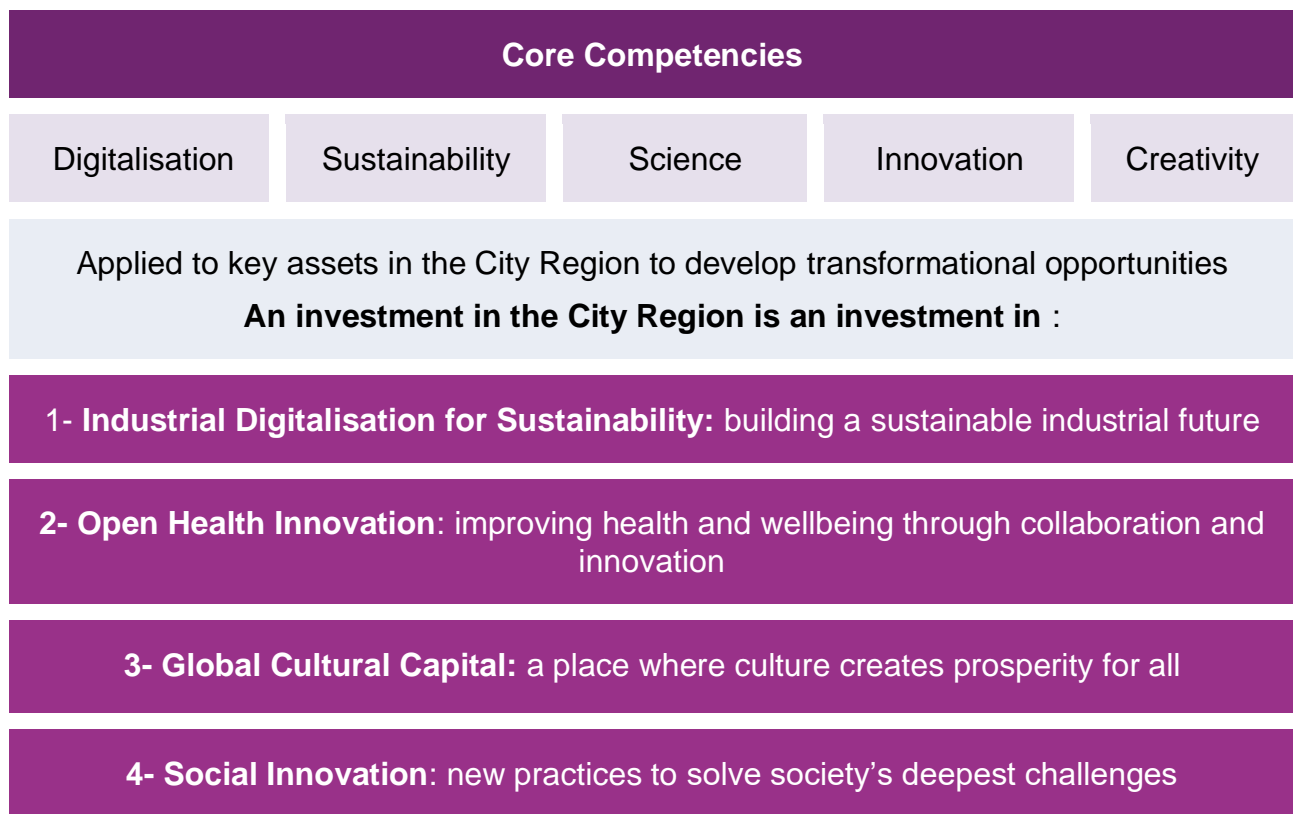 Core Competencies
Digitalisation
Sustainability
Science
Innovation
Creativity
Applied to key assets in the City Region to develop transformational opportunities
An investment in the City Region is an investment in :
1- Industrial Digitalisation for Sustainability: building a sustainable industrial future
2- Open Health Innovation: improving health and wellbeing through collaboration and
innovation
3- Global Cultural Capital: a place where culture creates prosperity for all
4- Social Innovation: new practices to solve society’s deepest challenges